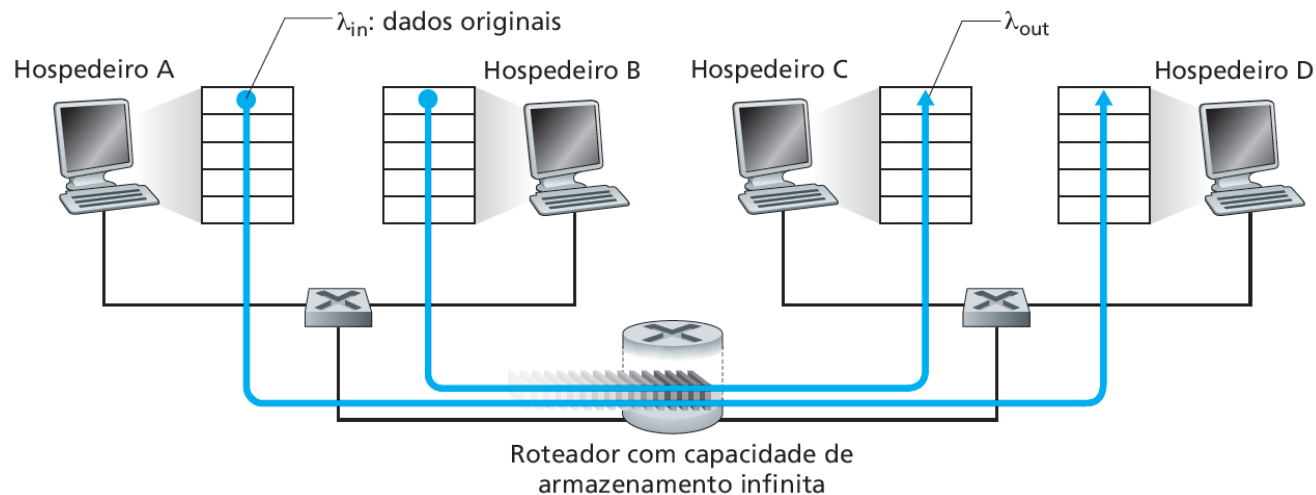 λin: dados originais
λout
Hospedeiro A
Hospedeiro B
Hospedeiro C
Hospedeiro D
Roteador com capacidade de
armazenamento infinita